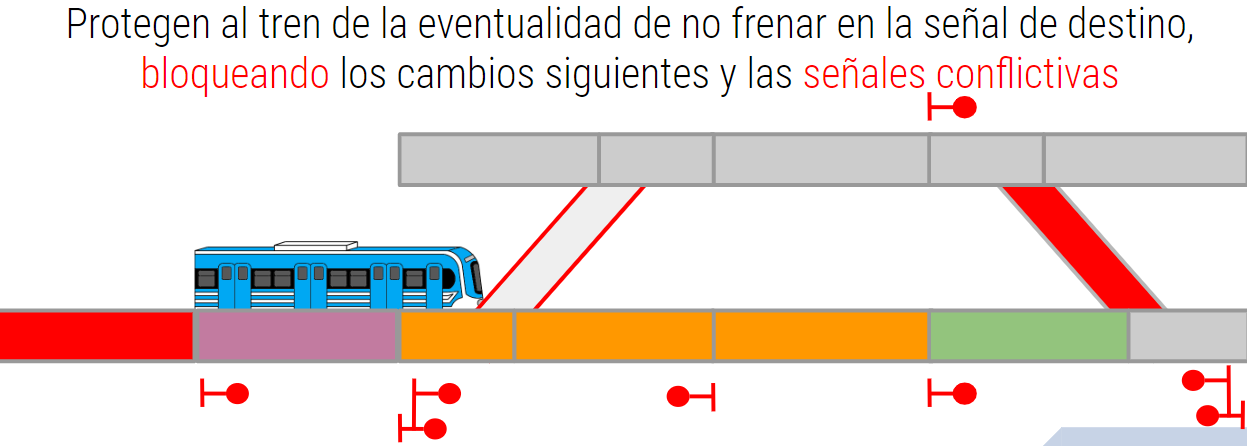 Protegen al tren de la eventualidad de no frenar en la señal de destino,
bloqueando los cambios siguientes y las señales conflictivas